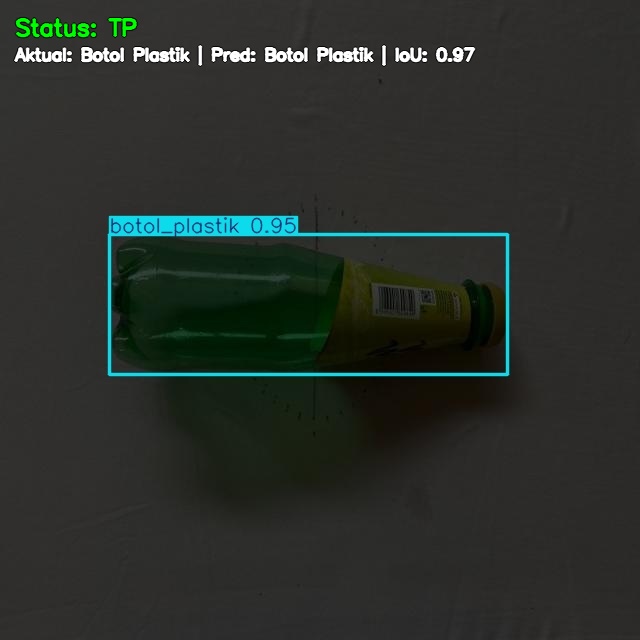 Status: TP
Aktual: Botol Plastik | Pred: Botol Plastik | IoU: 0.97
botol_plastik 0.95